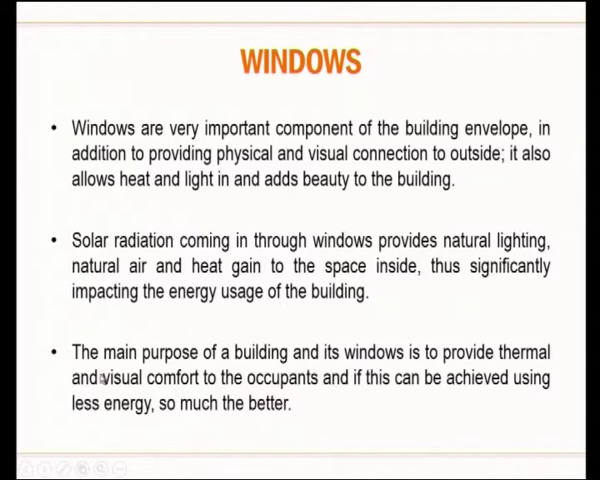 WINDOWS
• Windows are very important component of the building envelope, in
addition to providing physical and visual connection to outside; it also
allows heat and light in and adds beauty to the building.
• Solar radiation coming in through windows provides natural lighting,
natural air and heat gain to the space inside, thus significantly
impacting the energy usage of the building.
• The main purpose of a building and its windows is to provide thermal
and visual comfort to the occupants and if this can be achieved using
less energy, so much the better.